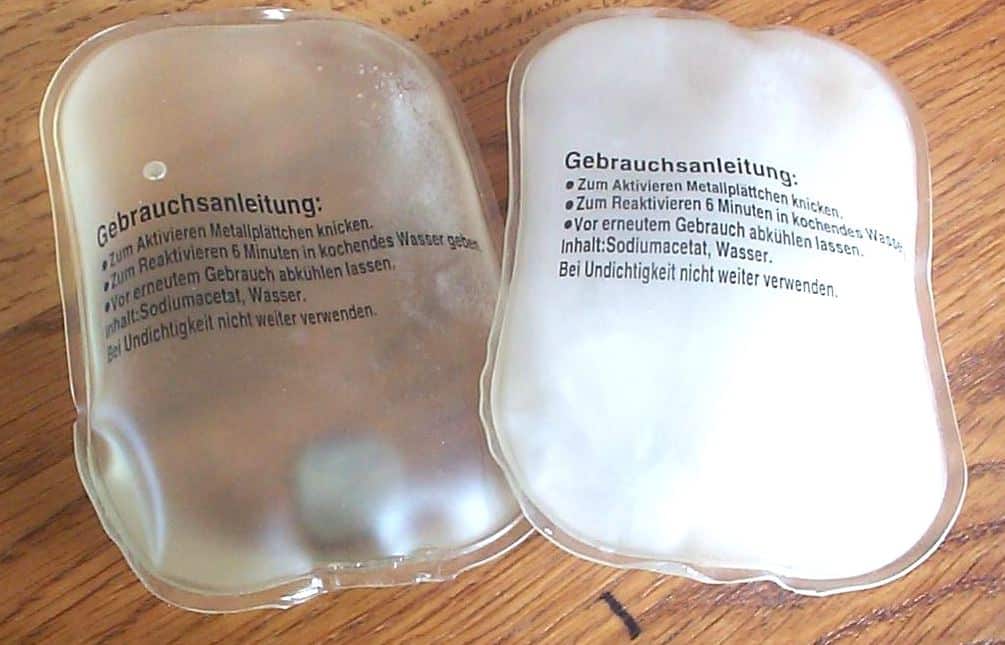 Gebrauchsanleitung:
• Zum Aktivieren Metallplättchen knicken.
• Zum Reaktivieren 6 Minuten in kochendes Wasser geben
• Vor erneutem Gebrauch abkühlen lassen.
Inhalt:Sodiumacetat, Wasser.
Bei Undichtigkeit nicht weiter verwenden.
Gebrauchsanleitung:
• Zum Aktivieren Metallplättchen knicken.
• Zum Reaktivieren 6 Minuten in kochendes Wasse
• Vor erneutem Gebrauch abkühlen lassen.
Inhalt:Sodiumacetat, Wasser.
Bei Undichtigkeit nicht weiter verwenden.